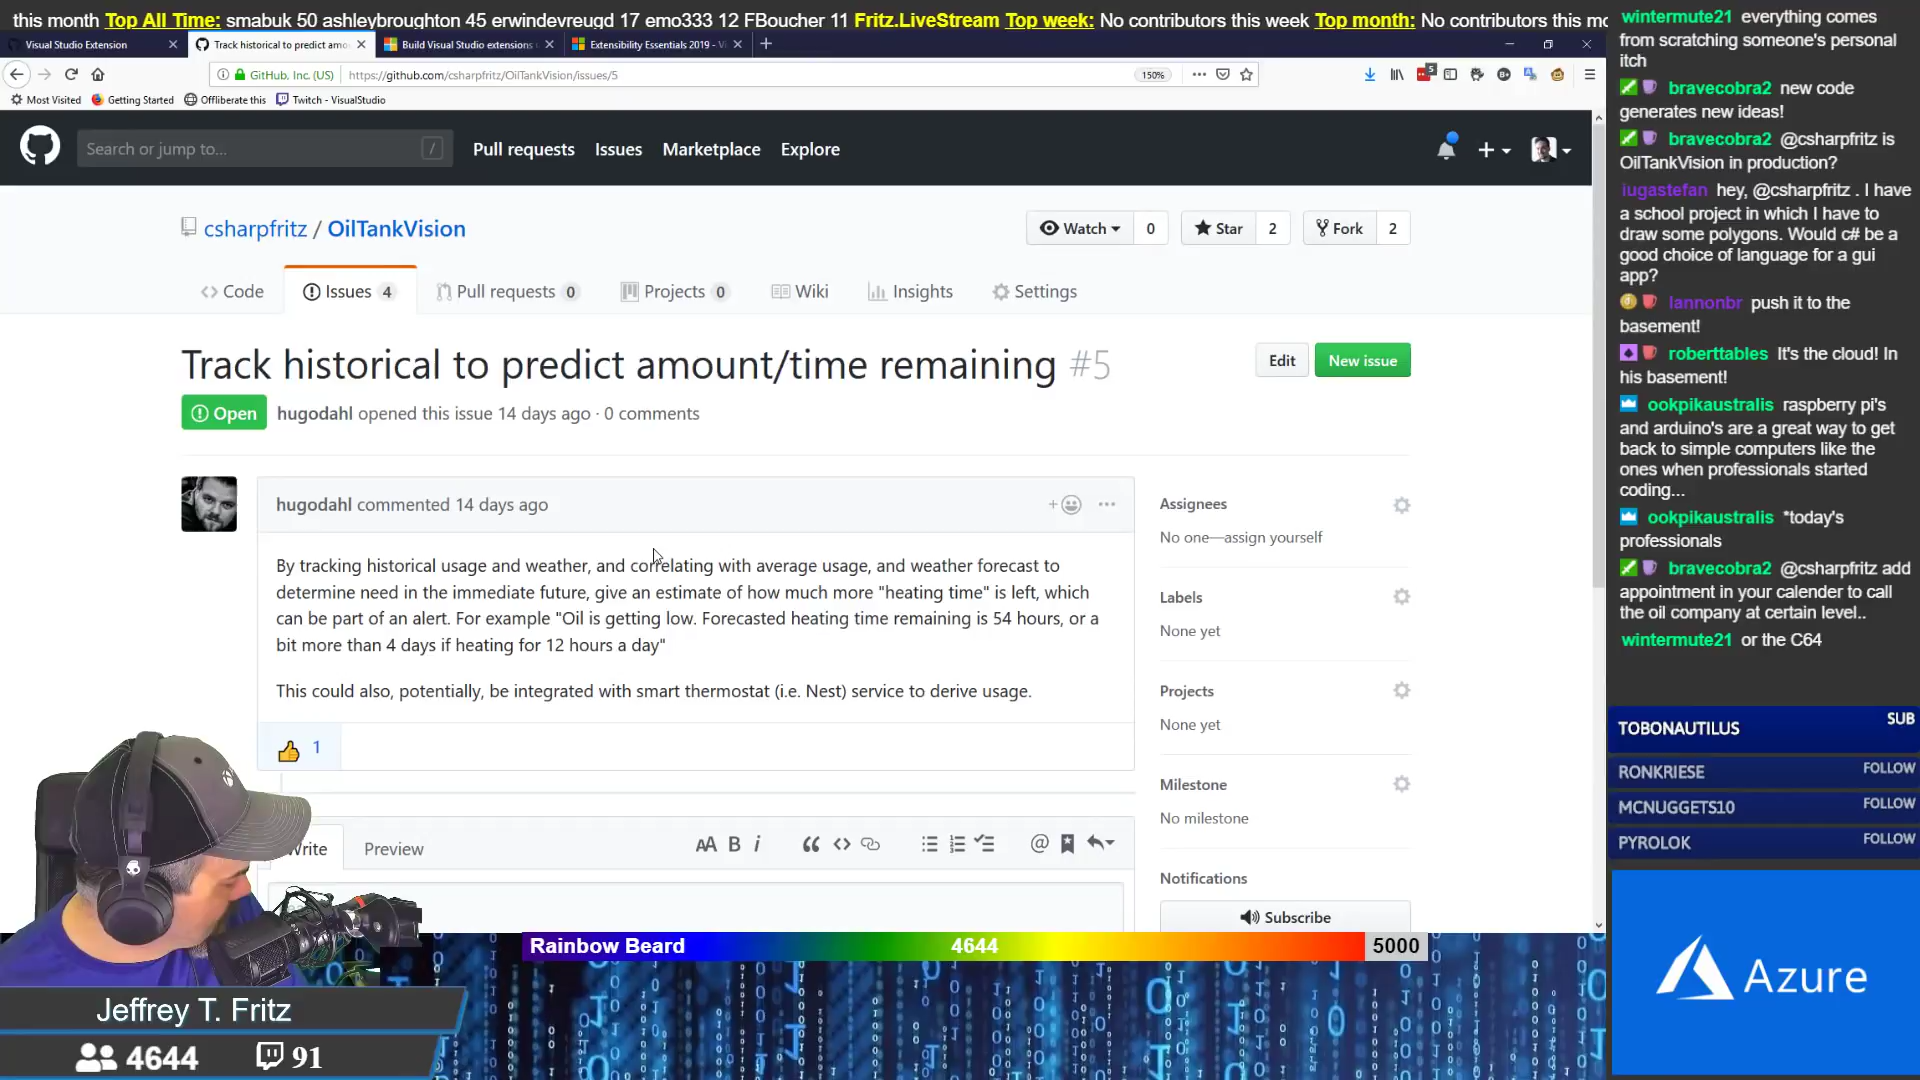 this month Top All Time: smabuk 50 ashleybroughton 45 erwindevreugd 17 emo333 12 FBoucher 11 Fritz.LiveStream Top week: No contributors this week Top month: No contributors this mo
Visual Studio Extension
Track historical to predict amo
Build Visual Studio extensions
Extensibility Essentials 2019 - Vi
GitHub, Inc. (US)
https://github.com/csharpfritz/OilTankVision/issues/5
150%
5
Most Visited
Getting Started
Offliberate this
Twitch - VisualStudio
Search or jump to...
/
Pull requests
Issues
Marketplace
Explore
csharpfritz / OilTankVision
Watch 0
Star 2
Fork 2
Code
Issues 4
Pull requests 0
Projects 0
Wiki
Insights
Settings
Track historical to predict amount/time remaining #5
Edit
New issue
Open
hugodahl opened this issue 14 days ago · 0 comments
hugodahl commented 14 days ago
By tracking historical usage and weather, and correlating with average usage, and weather forecast to
determine need in the immediate future, give an estimate of how much more "heating time" is left, which
can be part of an alert. For example "Oil is getting low. Forecasted heating time remaining is 54 hours, or a
bit more than 4 days if heating for 12 hours a day"
This could also, potentially, be integrated with smart thermostat (i.e. Nest) service to derive usage.
1
Write
Preview
AA B i
Assignees
No one—assign yourself
Labels
None yet
Projects
None yet
Milestone
No milestone
Notifications
Subscribe
wintermute21 everything comes
from scratching someone's personal
itch
bravecobra2 new code
generates new ideas!
bravecobra2 @csharpfritz is
OilTankVision in production?
iugastefan hey, @csharpfritz . I have
a school project in which I have to
draw some polygons. Would c# be a
good choice of language for a gui
app?
lannonbr push it to the
basement!
roberttables It's the cloud! In
his basement!
ookpikaustralis raspberry pi's
and arduino's are a great way to get
back to simple computers like the
ones when professionals started
coding...
ookpikaustralis *today's
professionals
bravecobra2 @csharpfritz add
appointment in your calender to call
the oil company at certain level..
wintermute21 or the C64
TOBONAUTILUS SUB
RONKRIESE FOLLOW
MCNUGGETS10 FOLLOW
PYROLOK FOLLOW
Azure
Rainbow Beard 4644 5000
Jeffrey T. Fritz
4644 91